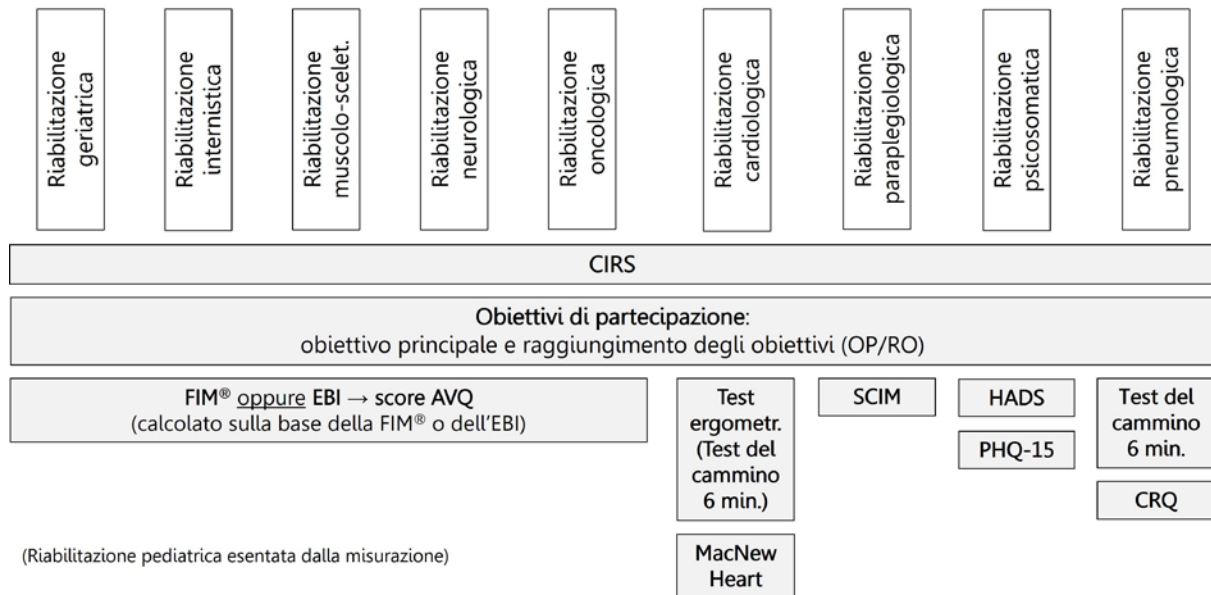 Riabilitazione
geriatrica
Riabilitazione
internistica
Riabilitazione
muscolo-scelet.
Riabilitazione
neurologica
Riabilitazione
oncologica
Riabilitazione
cardiologica
Riabilitazione
paraplegiologica
Riabilitazione
psicosomatica
Riabilitazione
pneumologica
CIRS
Obiettivi di partecipazione:
obiettivo principale e raggiungimento degli obiettivi (OP/RO)
FIM® oppure EBI → score AVQ
(calcolato sulla base della FIM® o dell'EBI)
Test
ergometr.
(Test del
cammino
6 min.)
MacNew
Heart
SCIM
HADS
PHQ-15
Test del
cammino
6 min.
CRQ
(Riabilitazione pediatrica esentata dalla misurazione)